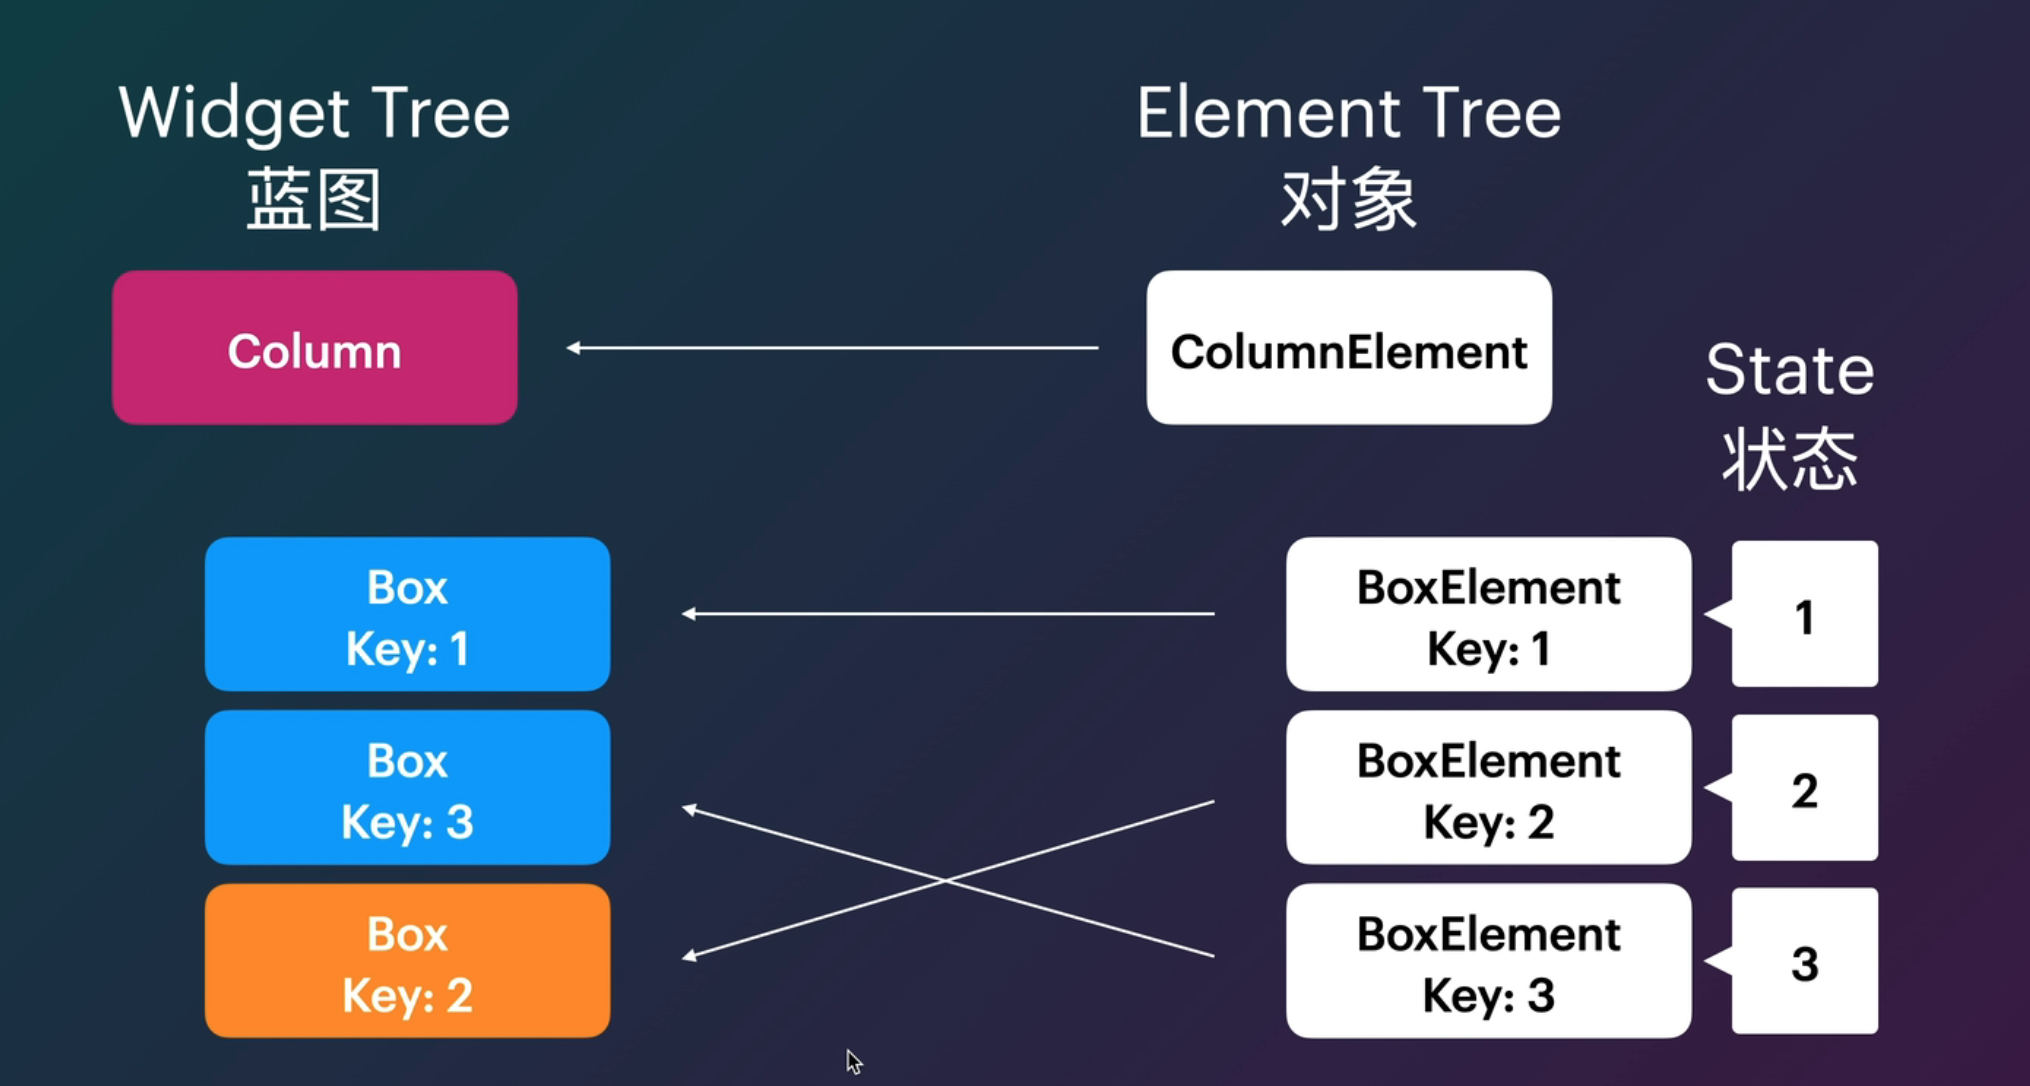 Widget Tree
蓝图
Element Tree
对象
Column
ColumnElement
State
状态
Box
Key: 1
BoxElement
Key: 1
1
Box
Key: 3
BoxElement
Key: 2
2
Box
Key: 2
BoxElement
Key: 3
3